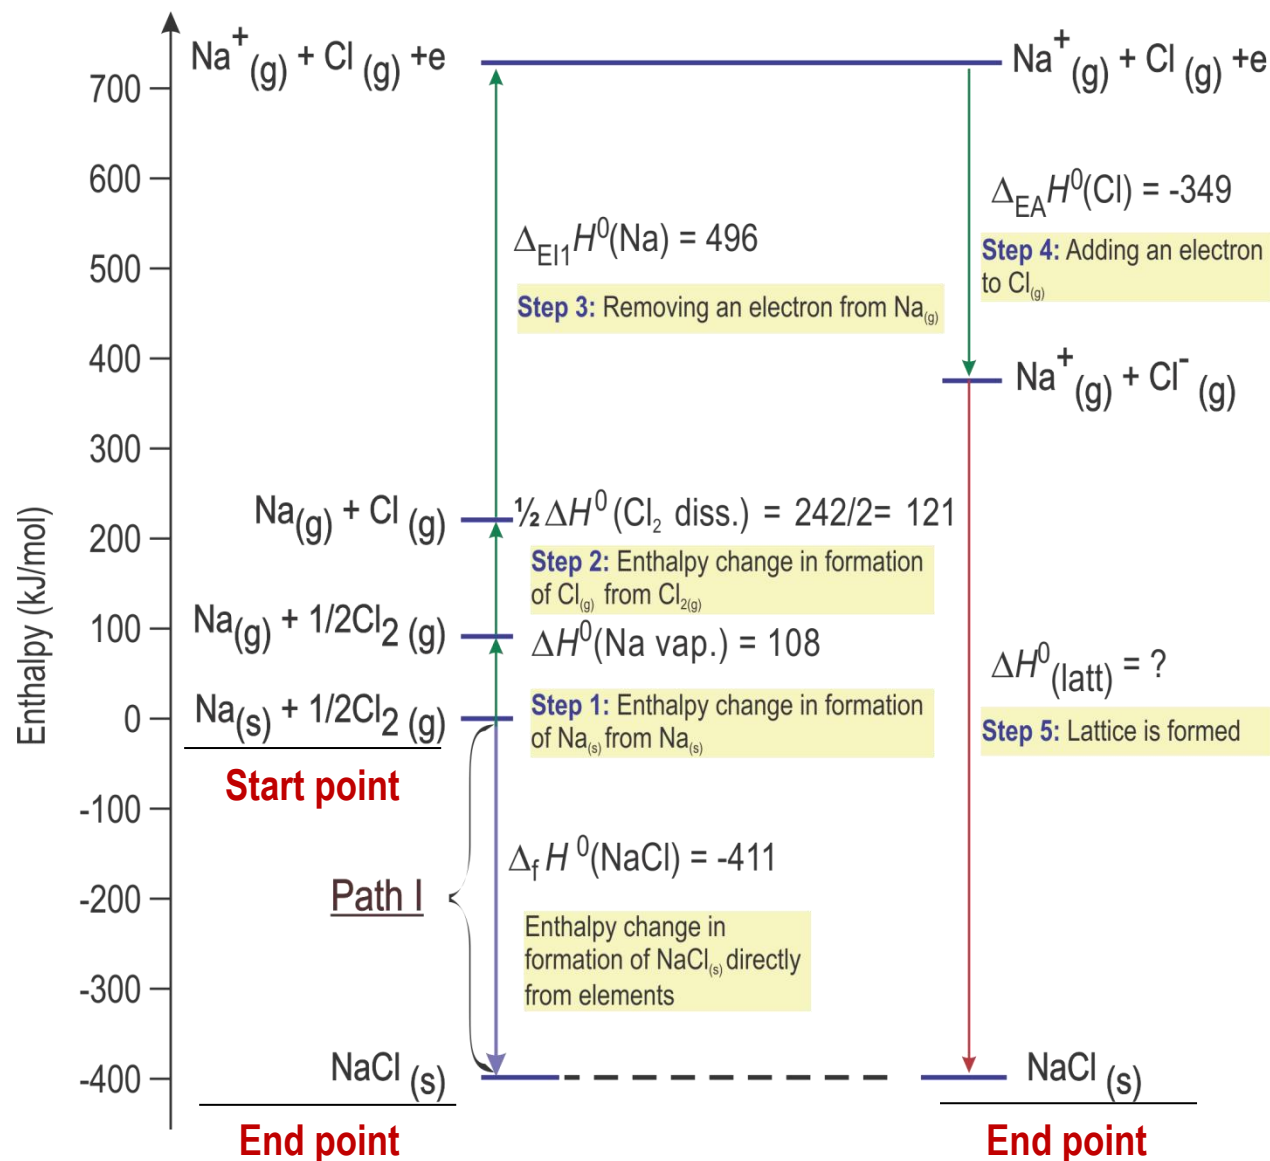 Na+(g) + Cl (g) +e
Na+(g) + Cl (g) +e
700
600
ΔEAH0(Cl) = -349
ΔEI1H0(Na) = 496
Step 4: Adding an electron
to Cl(g)
500
Step 3: Removing an electron from Na(g)
400
Na+(g) + Cl-(g)
300
Na(g) + Cl (g)
½ ΔH0 (Cl2 diss.) = 242/2= 121
200
Step 2: Enthalpy change in formation
of Cl(g) from Cl2(g)
Enthalpy (kJ/mol)
Na(g) + 1/2Cl2 (g)
100
ΔH0(Na vap.) = 108
ΔH0(latt) = ?
Na(s) + 1/2Cl2 (g)
0
Step 1: Enthalpy change in formation
of Na(s) from Na(s)
Step 5: Lattice is formed
Start point
-100
ΔfH0(NaCl) = -411
Path I
-200
Enthalpy change in
formation of NaCl(s) directly
from elements
-300
NaCl (s)
-400
NaCl (s)
End point
End point